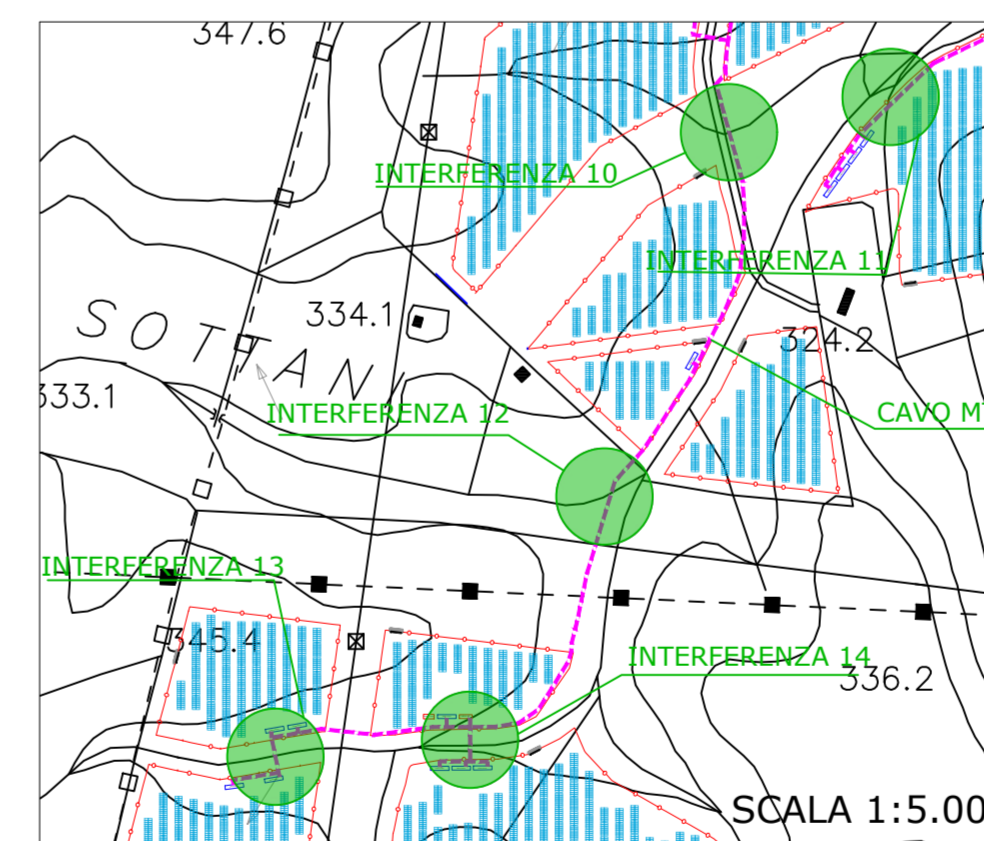 347.6
INTERFERENZA 10
INTERFERENZA 11
334.1
324.2
SOTTANI
333.1
INTERFERENZA 12
CAVO M
INTERFERENZA 13
345.4
INTERFERENZA 14
336.2
SCALA 1:5.00